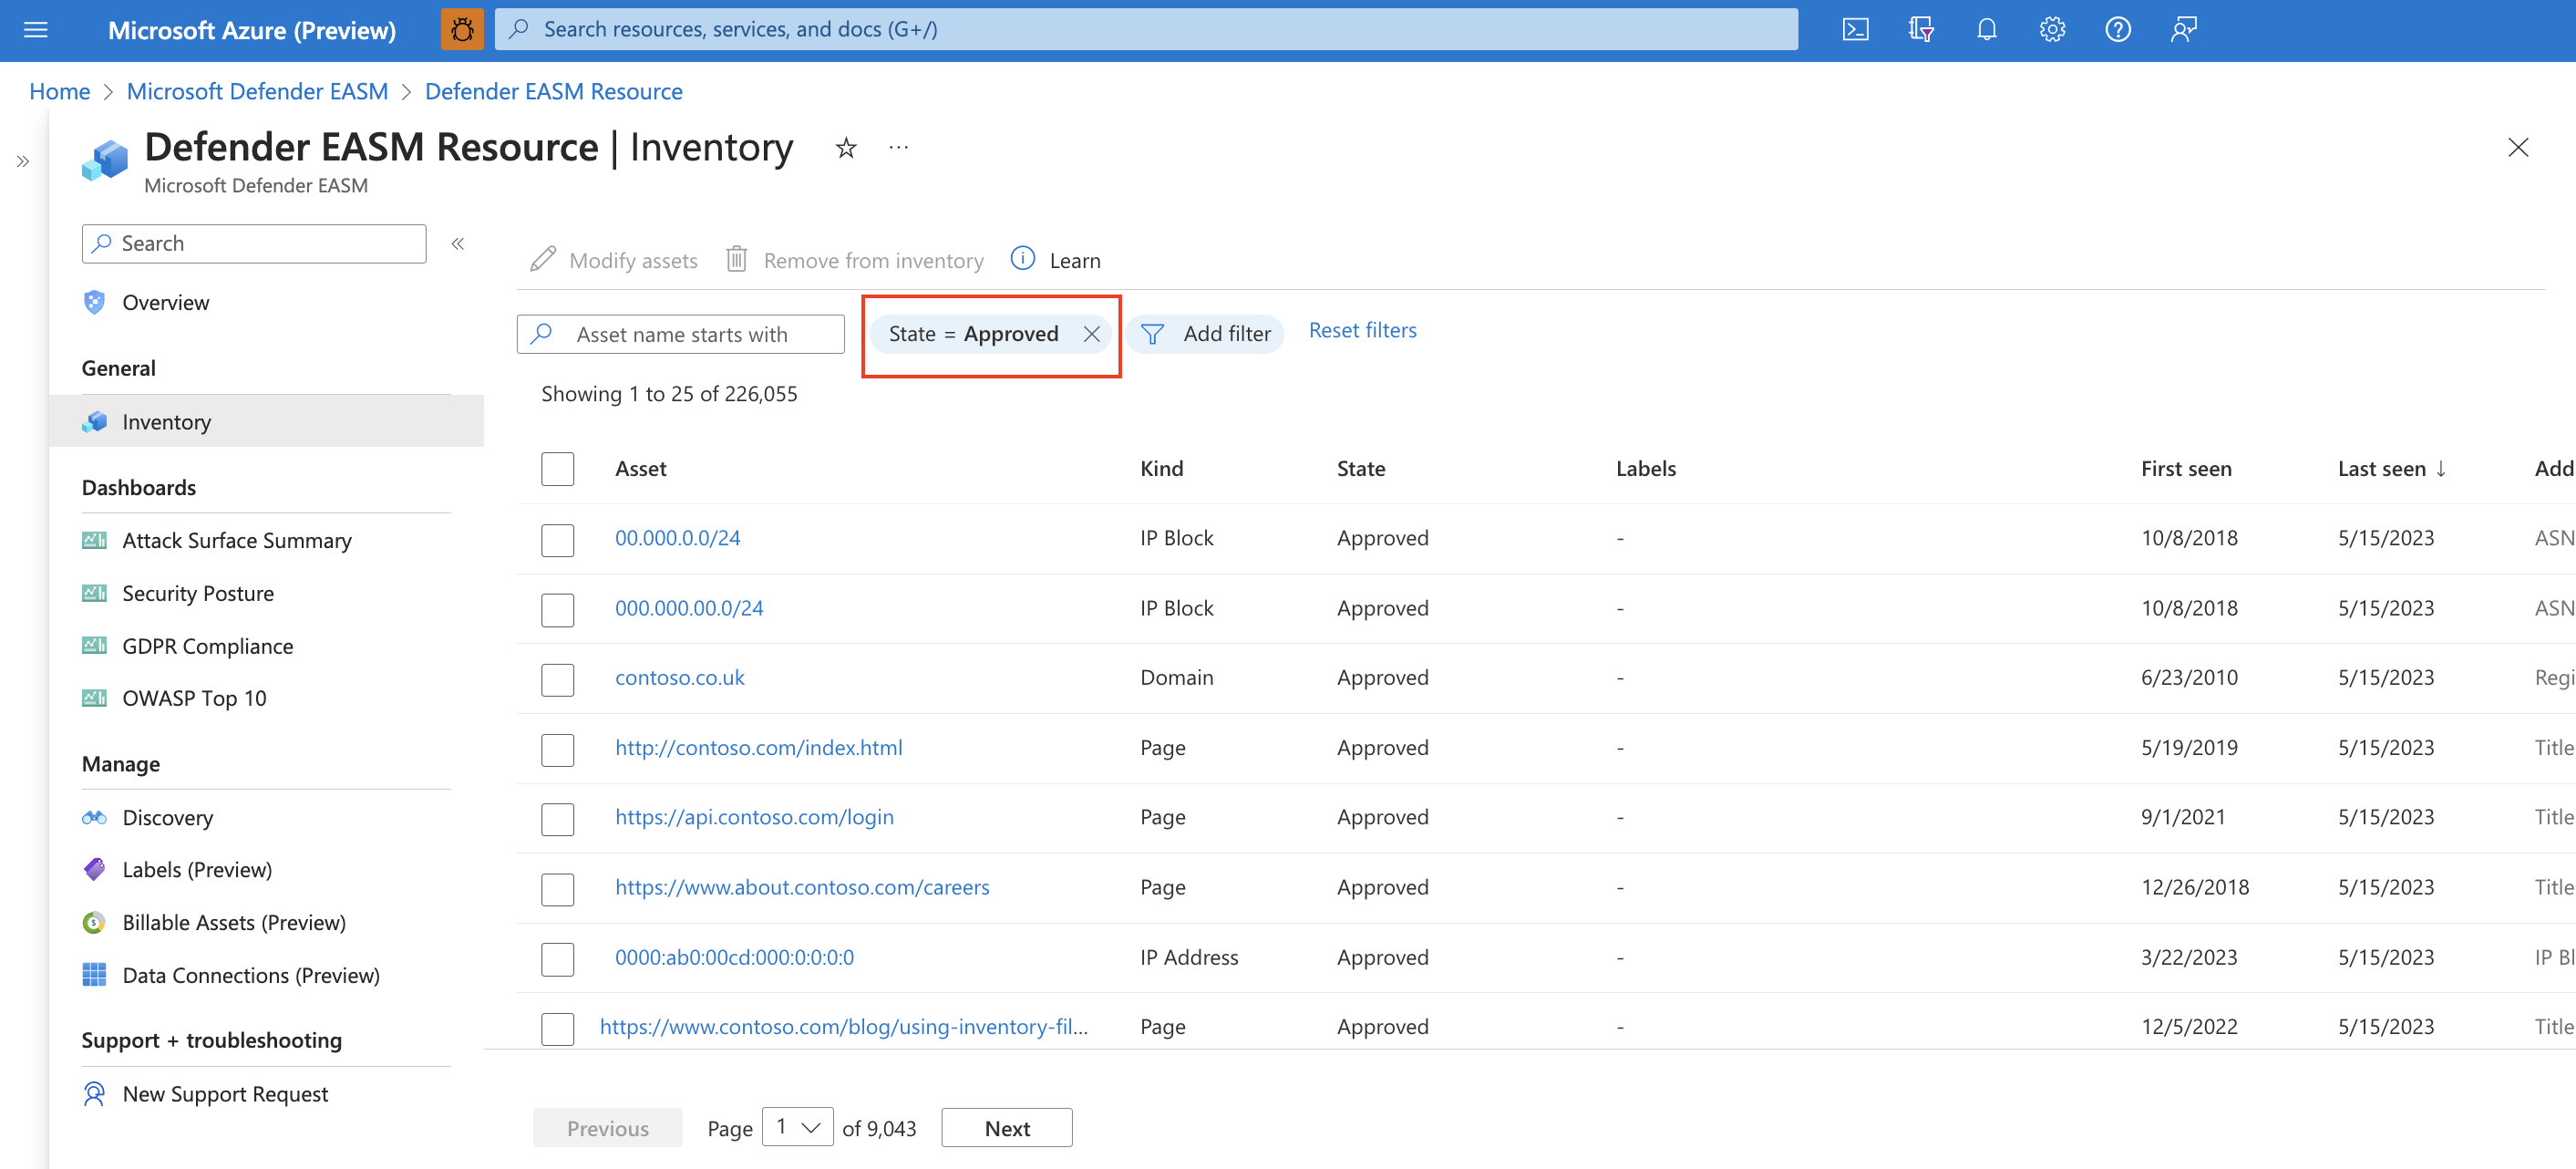 Microsoft Azure (Preview)
Search resources, services, and docs (G+/)
Home > Microsoft Defender EASM > Defender EASM Resource
Defender EASM Resource | Inventory
Microsoft Defender EASM
Search
Overview
General
Inventory
Dashboards
Attack Surface Summary
Security Posture
GDPR Compliance
OWASP Top 10
Manage
Discovery
Labels (Preview)
Billable Assets (Preview)
Data Connections (Preview)
Support + troubleshooting
New Support Request
Modify assets Remove from inventory Learn
Asset name starts with State = Approved Add filter Reset filters
Showing 1 to 25 of 226,055
Asset Kind State Labels First seen Last seen ↓ Add
00.000.0.0/24 IP Block Approved - 10/8/2018 5/15/2023 ASN
000.000.00.0/24 IP Block Approved - 10/8/2018 5/15/2023 ASN
contoso.co.uk Domain Approved - 6/23/2010 5/15/2023 Regi
http://contoso.com/index.html Page Approved - 5/19/2019 5/15/2023 Title
https://api.contoso.com/login Page Approved - 9/1/2021 5/15/2023 Title
https://www.about.contoso.com/careers Page Approved - 12/26/2018 5/15/2023 Title
0000:ab0:00cd:000:0:0:0:0 IP Address Approved - 3/22/2023 5/15/2023 IP Bl
https://www.contoso.com/blog/using-inventory-fil... Page Approved - 12/5/2022 5/15/2023 Title
Previous Page 1 of 9,043 Next